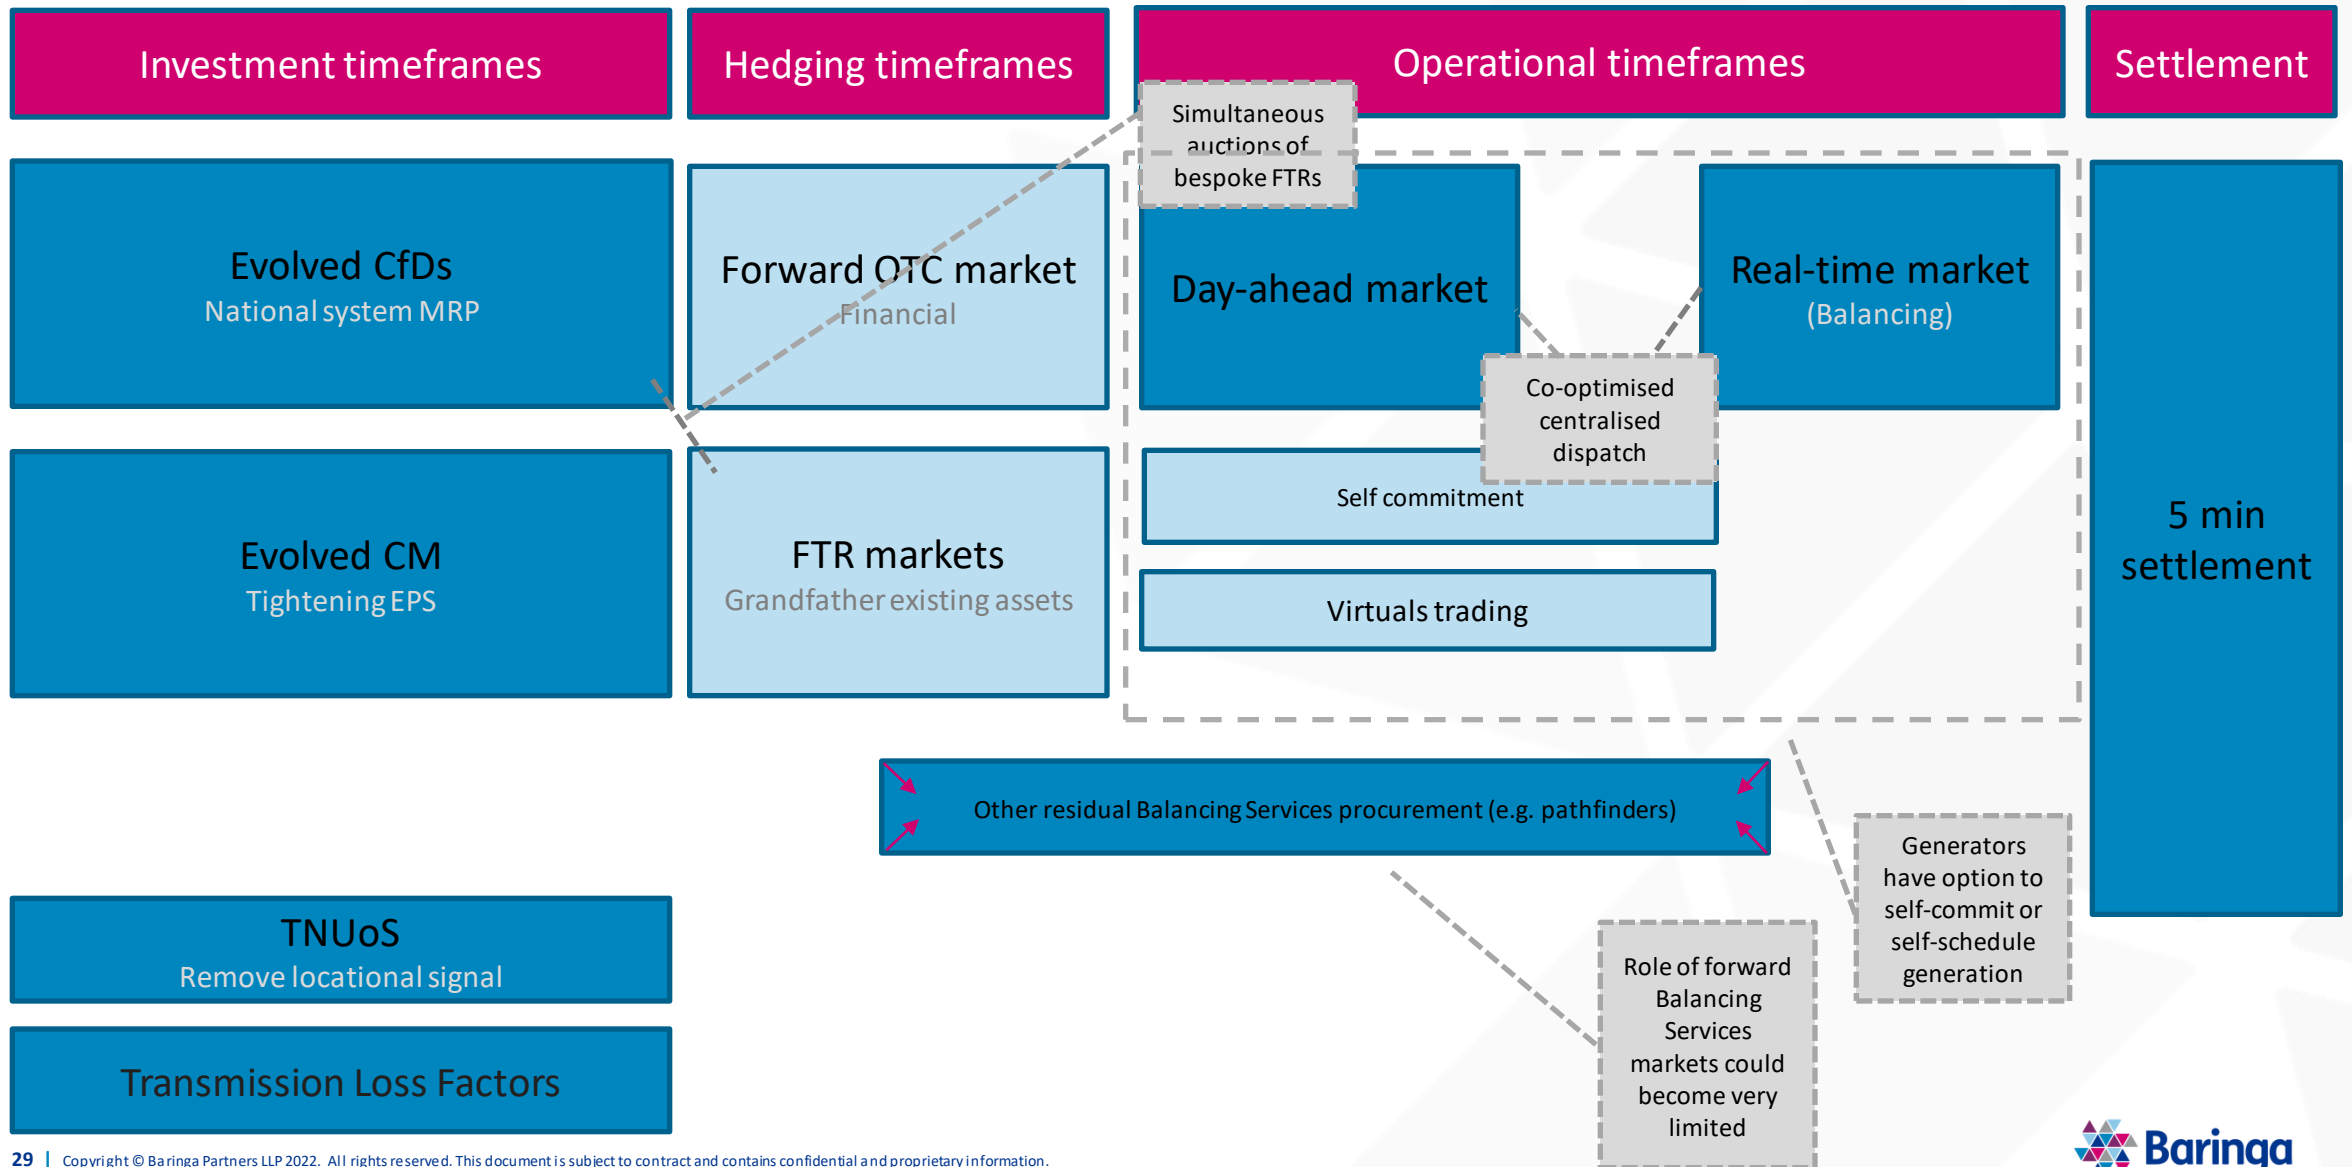 Investment timeframes
Hedging timeframes
Operational timeframes
Settlement
Simultaneous
auctions of
bespoke FTRs
Evolved CfDs
National system MRP
Forward OTC market
Financial
Day-ahead market
Real-time market
(Balancing)
Co-optimised
centralised
dispatch
Evolved CM
Tightening EPS
FTR markets
Grandfather existing assets
Self commitment
Virtuals trading
5 min
settlement
Other residual Balancing Services procurement (e.g. pathfinders)
Generators
have option to
self-commit or
self-schedule
generation
Role of forward
Balancing
Services
markets could
become very
limited
TNUoS
Remove locational signal
Transmission Loss Factors
29 | Copyright © Baringa Partners LLP 2022. All rights reserved. This document is subject to contract and contains confidential and proprietary information.
Baringa